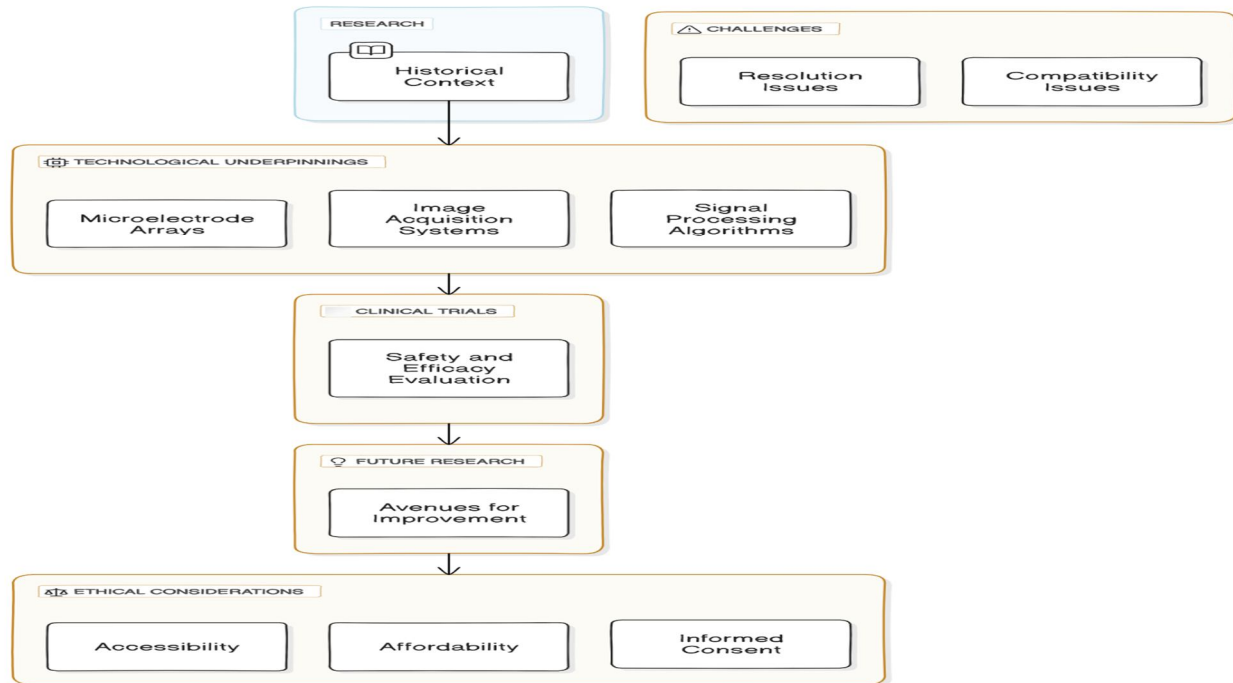 RESEARCH
Historical
Context
CHALLENGES
Resolution
Issues
Compatibility
Issues
TECHNOLOGICAL UNDERPINNINGS
Microelectrode
Arrays
Image
Acquisition
Systems
Signal
Processing
Algorithms
CLINICAL TRIALS
Safety and
Efficacy
Evaluation
FUTURE RESEARCH
Avenues for
Improvement
ETHICAL CONSIDERATIONS
Accessibility
Affordability
Informed
Consent